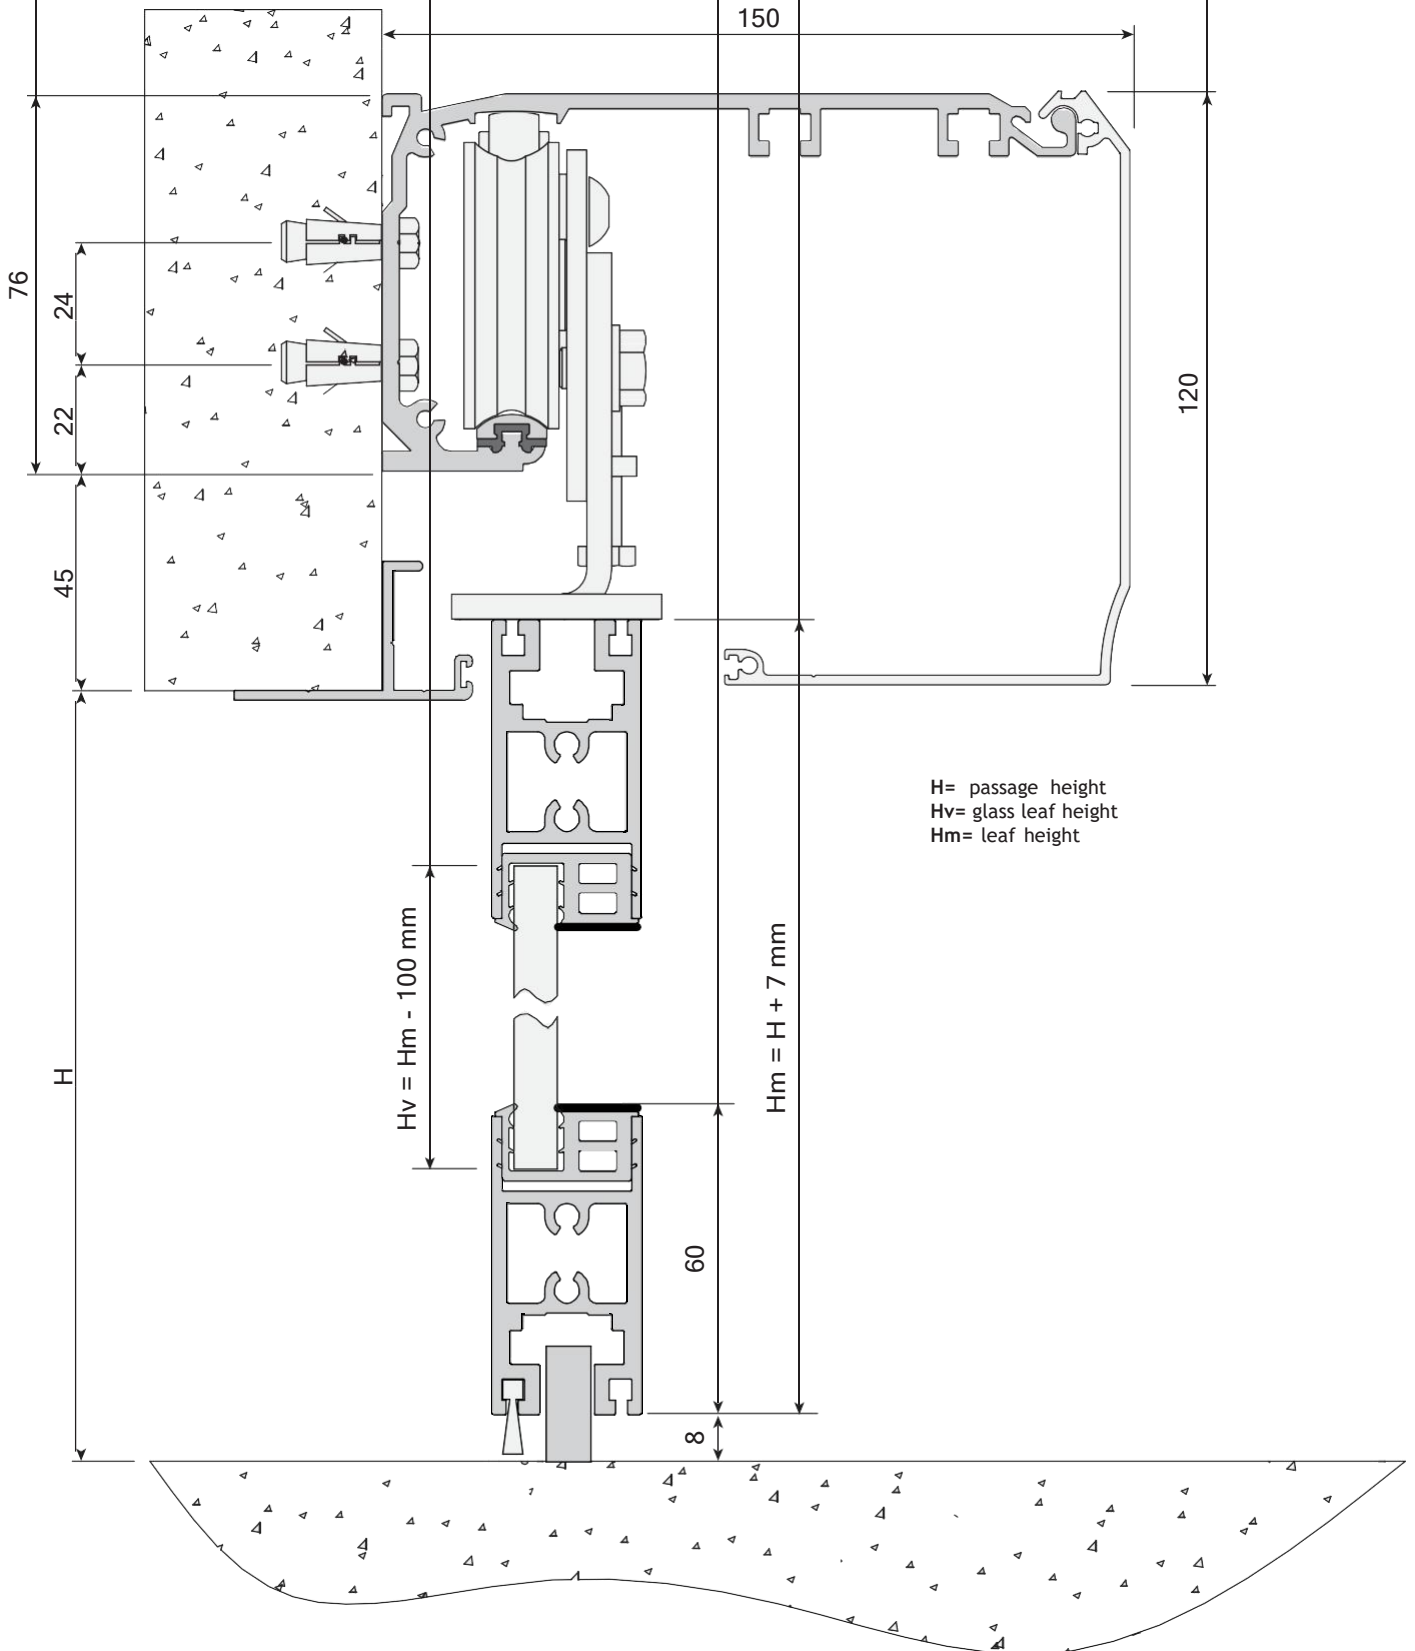 150
76
24
22
45
120
H= passage height
Hv= glass leaf height
Hm= leaf height
Hv = Hm - 100 mm
Hm = H + 7 mm
H
60
8